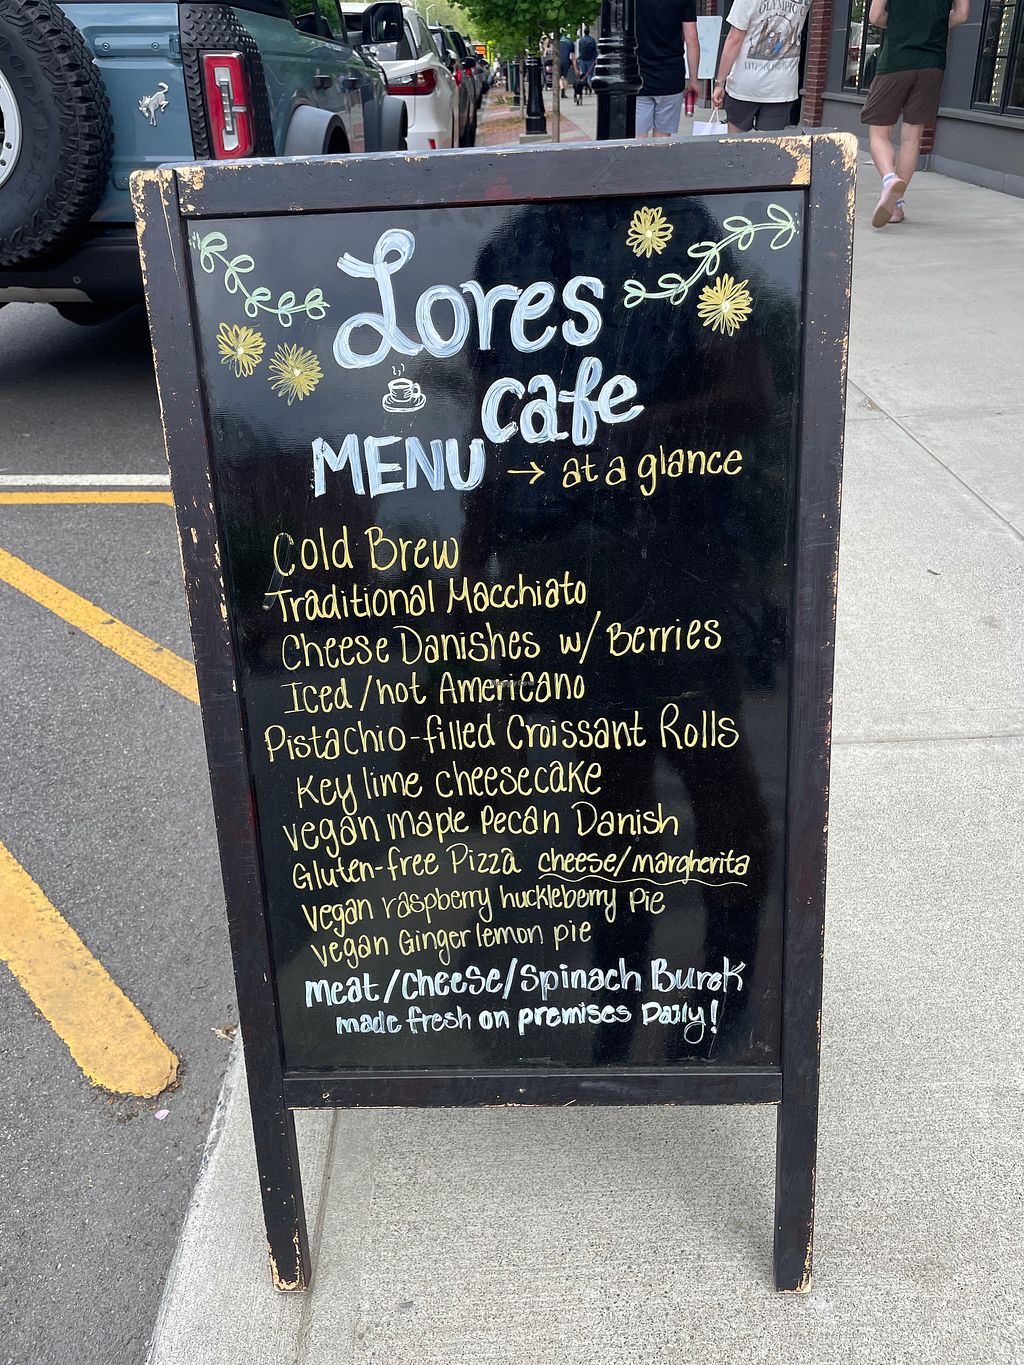 OLYMPIC
Lores
cafe
MENU → at a glance
Cold Brew
Traditional Macchiato
Cheese Danishes w/ Berries
Iced/hot Americano
Pistachio-filled Croissant Rolls
Key lime cheesecake
vegan maple Pecan Danish
Gluten-free Pizza cheese/margherita
vegan raspberry huckleberry Pie
vegan Ginger lemon pie
Meat/Cheese/Spinach Burek
made fresh on premises Daily!